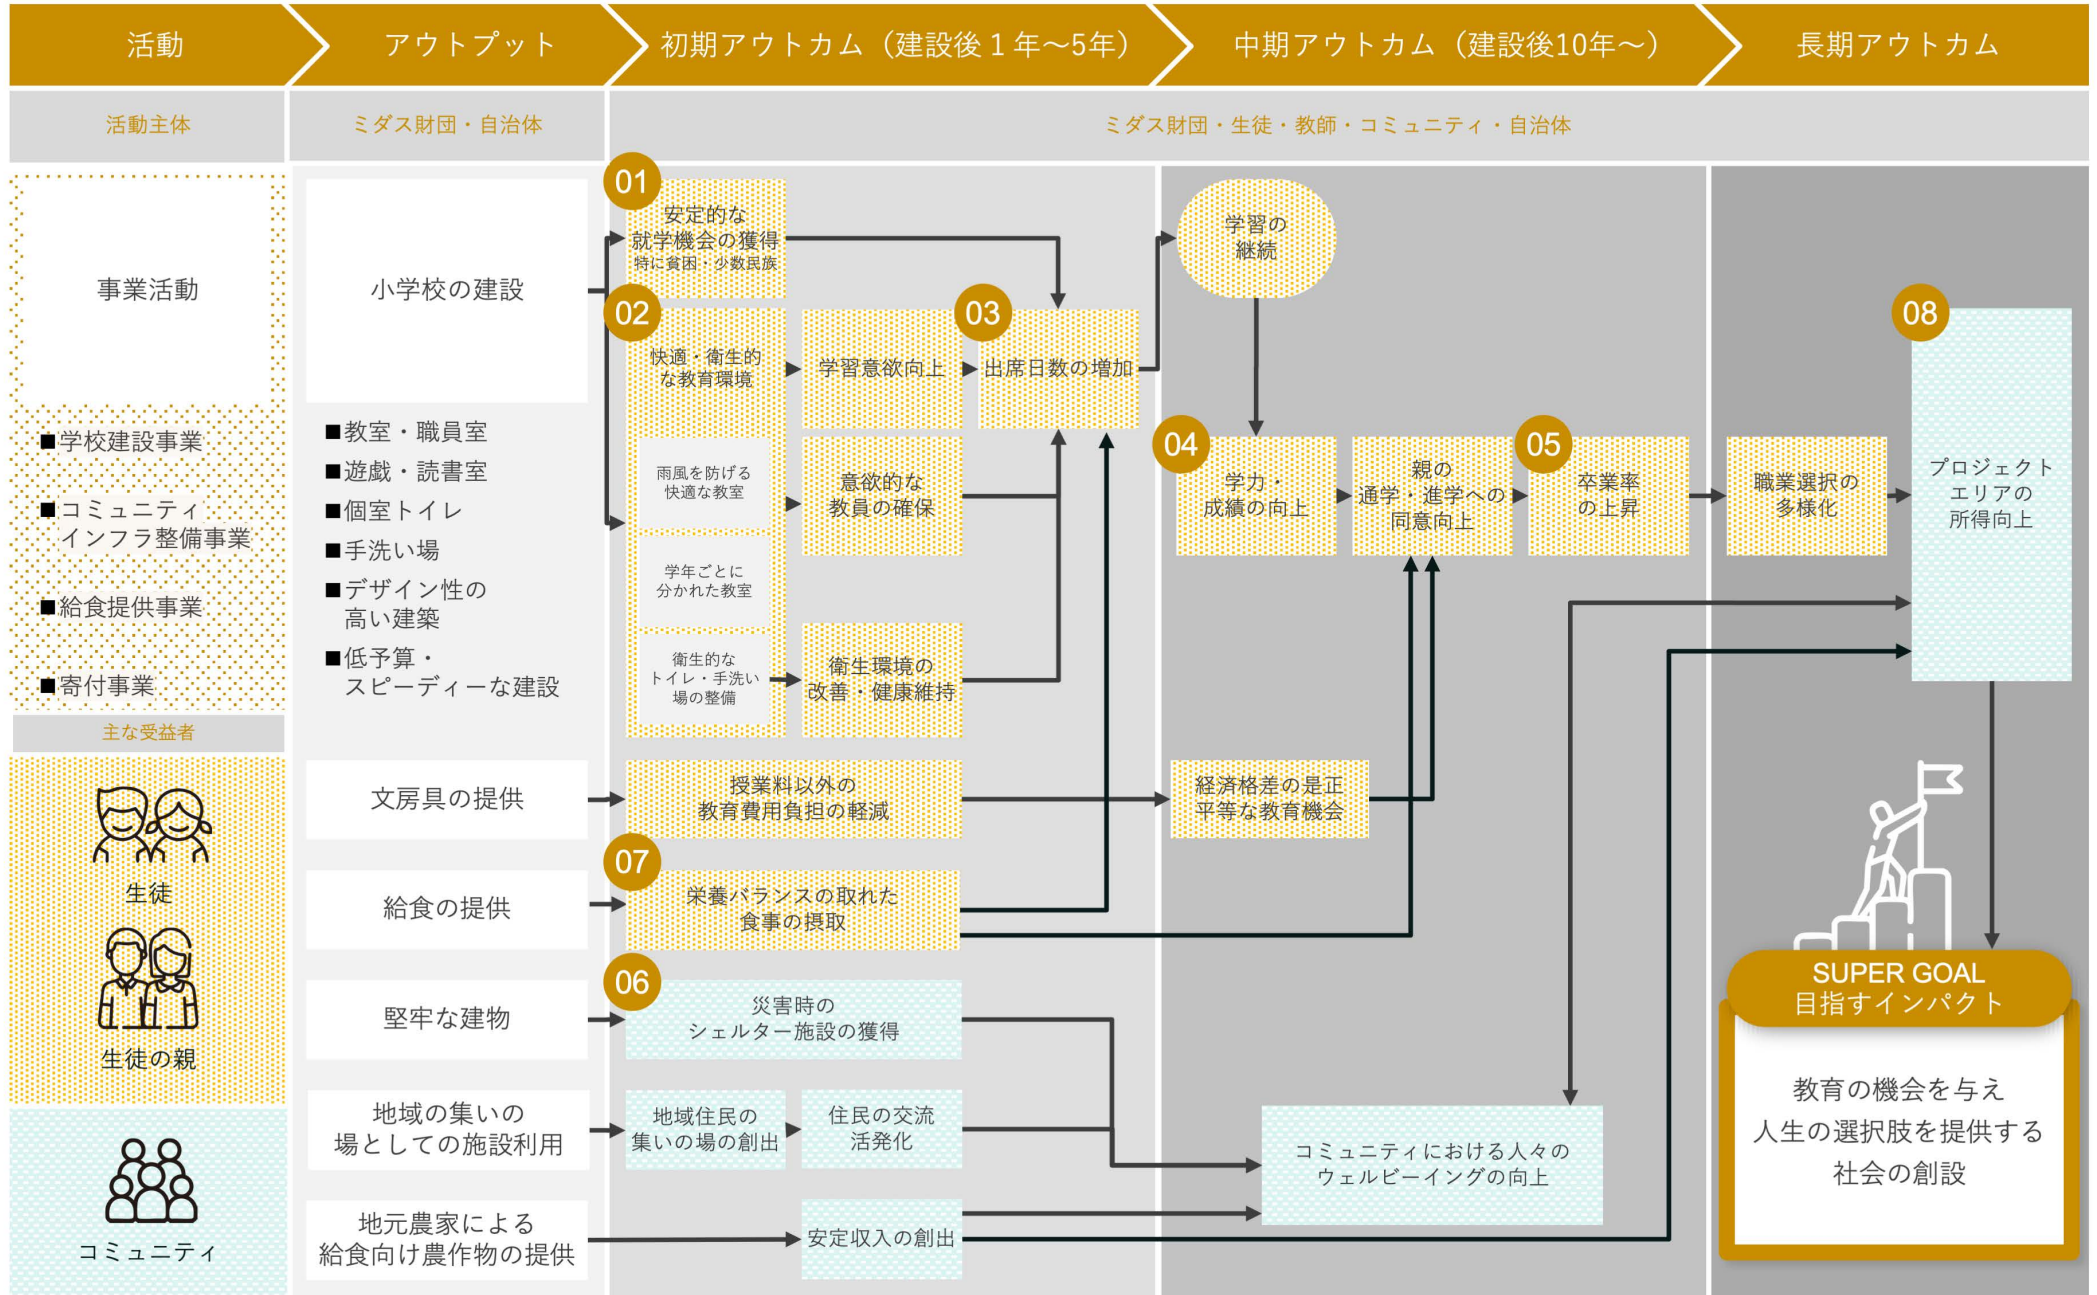 活動
アウトプット
初期アウトカム（建設後１年～5年）
中期アウトカム（建設後10年～）
長期アウトカム
活動主体
ミダス財団・自治体
ミダス財団・生徒・教師・コミュニティ・自治体
事業活動
■学校建設事業
■コミュニティ
インフラ整備事業
■給食提供事業
■寄付事業
主な受益者
生徒
生徒の親
コミュニティ
小学校の建設
■教室・職員室
■遊戯・読書室
■個室トイレ
■手洗い場
■デザイン性の
高い建築
■低予算・
スピーディーな建設
文房具の提供
給食の提供
堅牢な建物
地域の集いの
場としての施設利用
地元農家による
給食向け農作物の提供
01
安定的な
就学機会の獲得
特に貧困・少数民族
02
快適・衛生的
な教育環境
雨風を防げる
快適な教室
学年ごとに
分かれた教室
衛生的な
トイレ・手洗い
場の整備
学習意欲向上
意欲的な
教員の確保
衛生環境の
改善・健康維持
03
出席日数の増加
授業料以外の
教育費用負担の軽減
07
栄養バランスの取れた
食事の摂取
06
災害時の
シェルター施設の獲得
地域住民の
集いの場の創出
住民の交流
活発化
安定収入の創出
学習の
継続
04
学力・
成績の向上
親の
通学・進学への
同意向上
05
卒業率
の上昇
経済格差の是正
平等な教育機会
コミュニティにおける人々の
ウェルビーイングの向上
職業選択の
多様化
08
プロジェクト
エリアの
所得向上
SUPER GOAL
目指すインパクト
教育の機会を与え
人生の選択肢を提供する
社会の創設